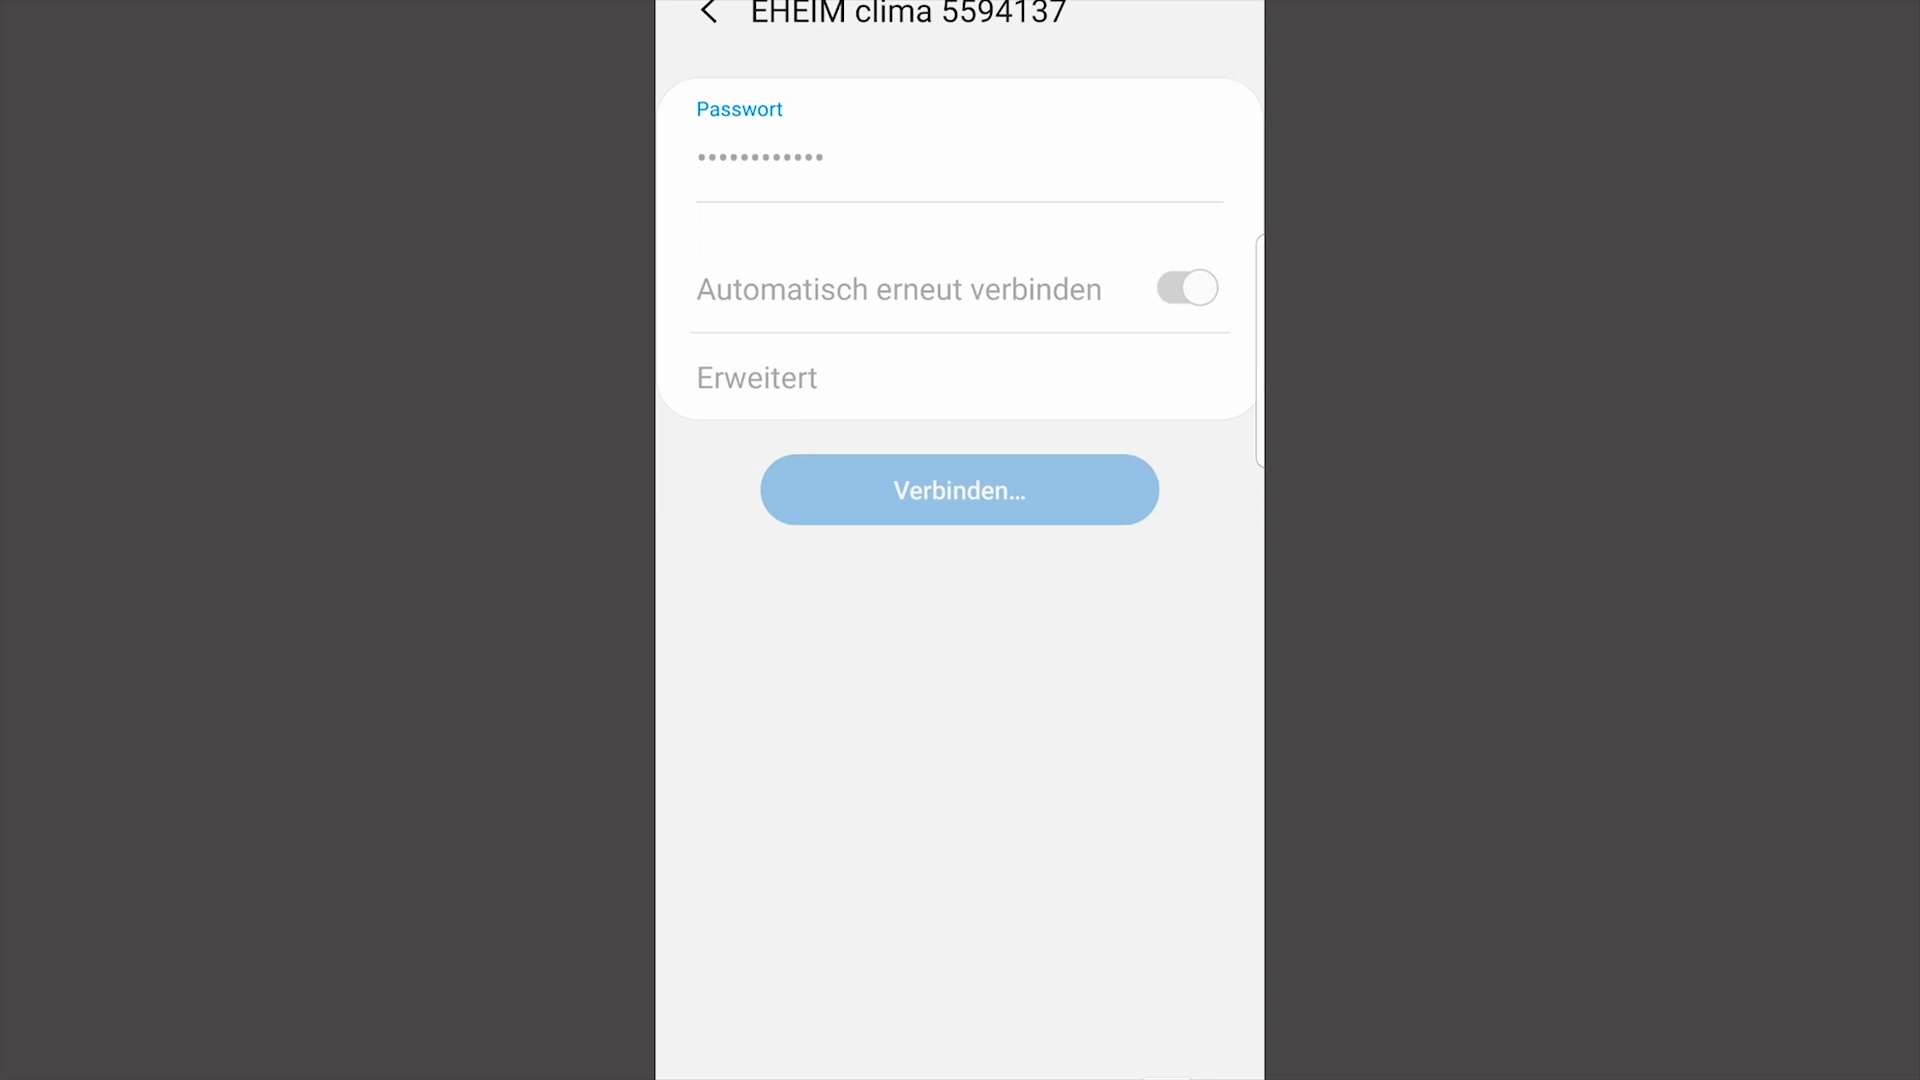 EHEIM clima 5594137
Passwort
••••••••••••
Automatisch erneut verbinden
Erweitert
Verbinden...